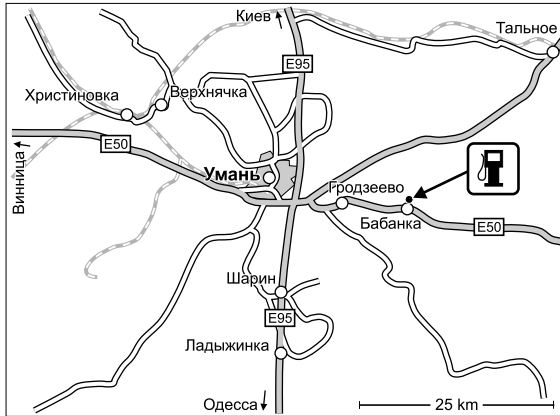 Киев
Тальное
E95
Христиновка
Верхнячка
E50
Винница
Умань
Гродзеево
Бабанка
E50
Шарин
E95
Ладыжинка
Одесса
25 km